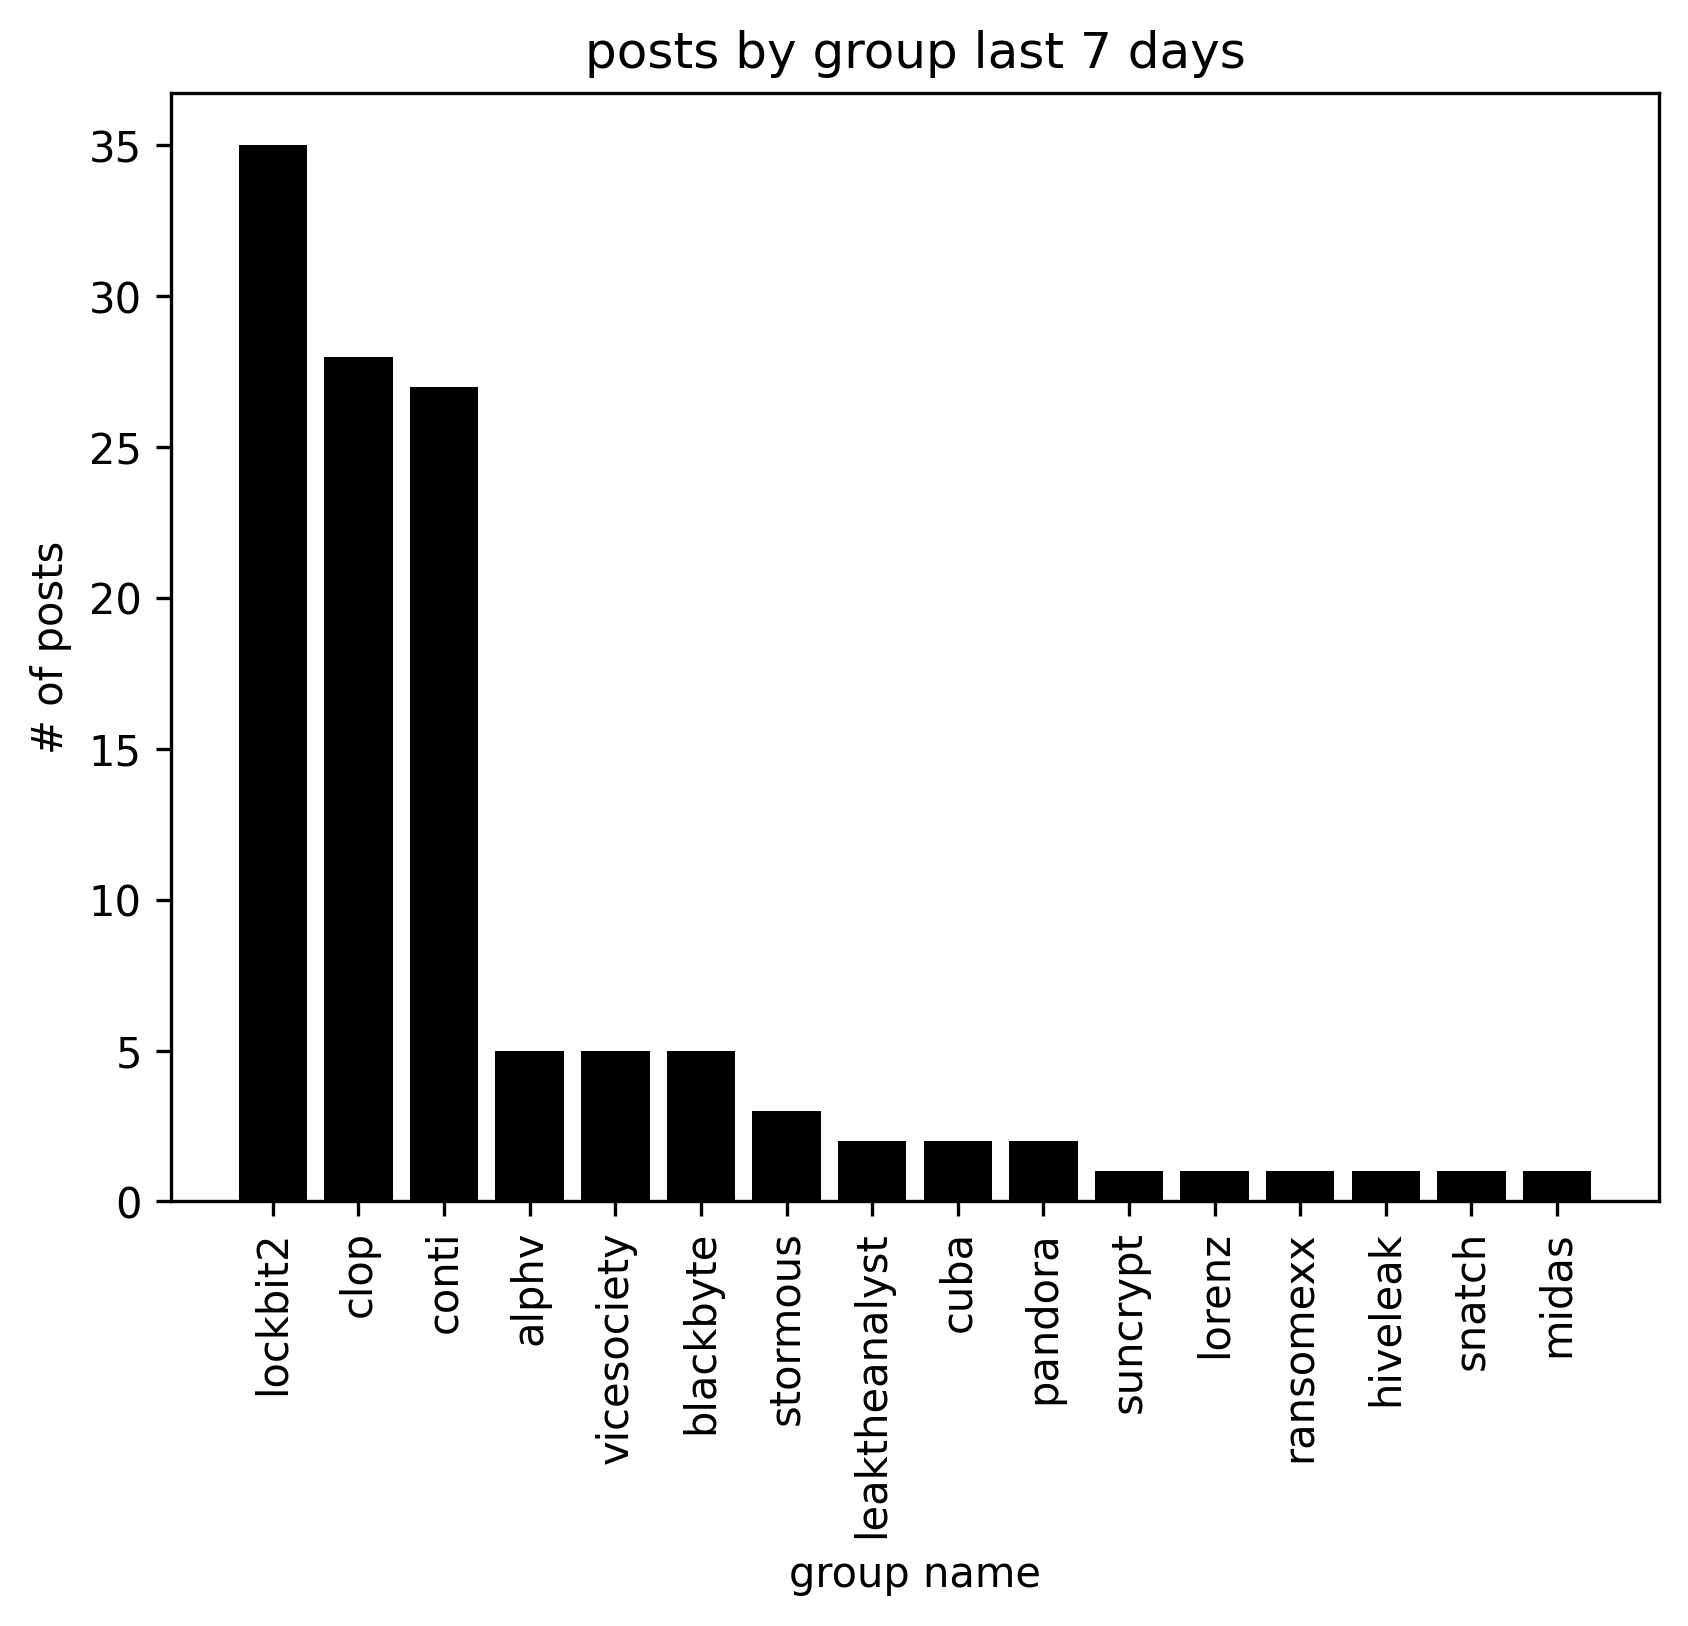 posts by group last 7 days
35
30
25
20
15
10
5
0
# of posts
lockbit2
clop
conti
alphv
vicesociety
blackbyte
stormous
leaktheanalyst
cuba
pandora
suncrypt
lorenz
ransomexx
hiveleak
snatch
midas
group name